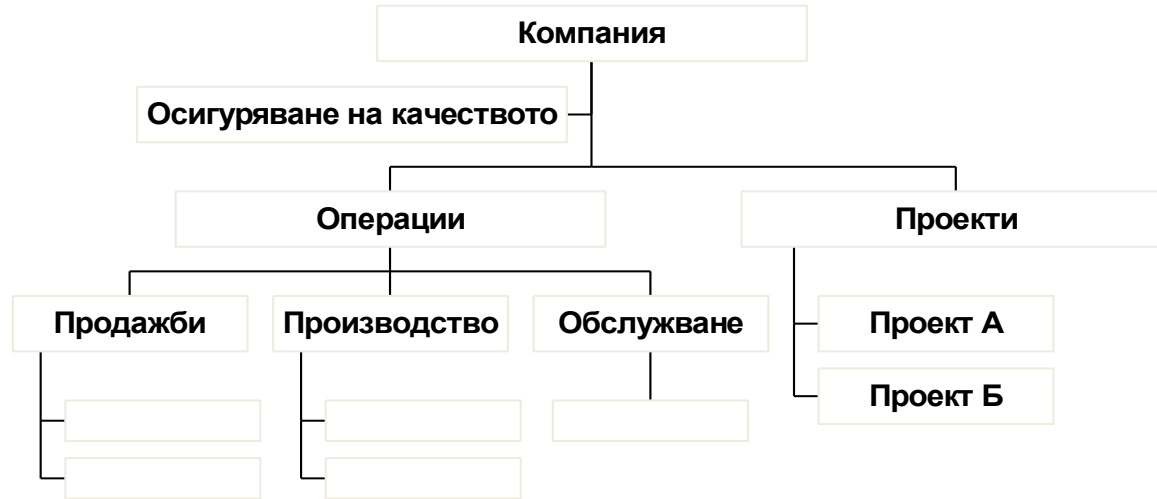 Компания
Осигуряване на качеството
Операции
Проекти
Продажби
Производство
Обслужване
Проект А
Проект Б